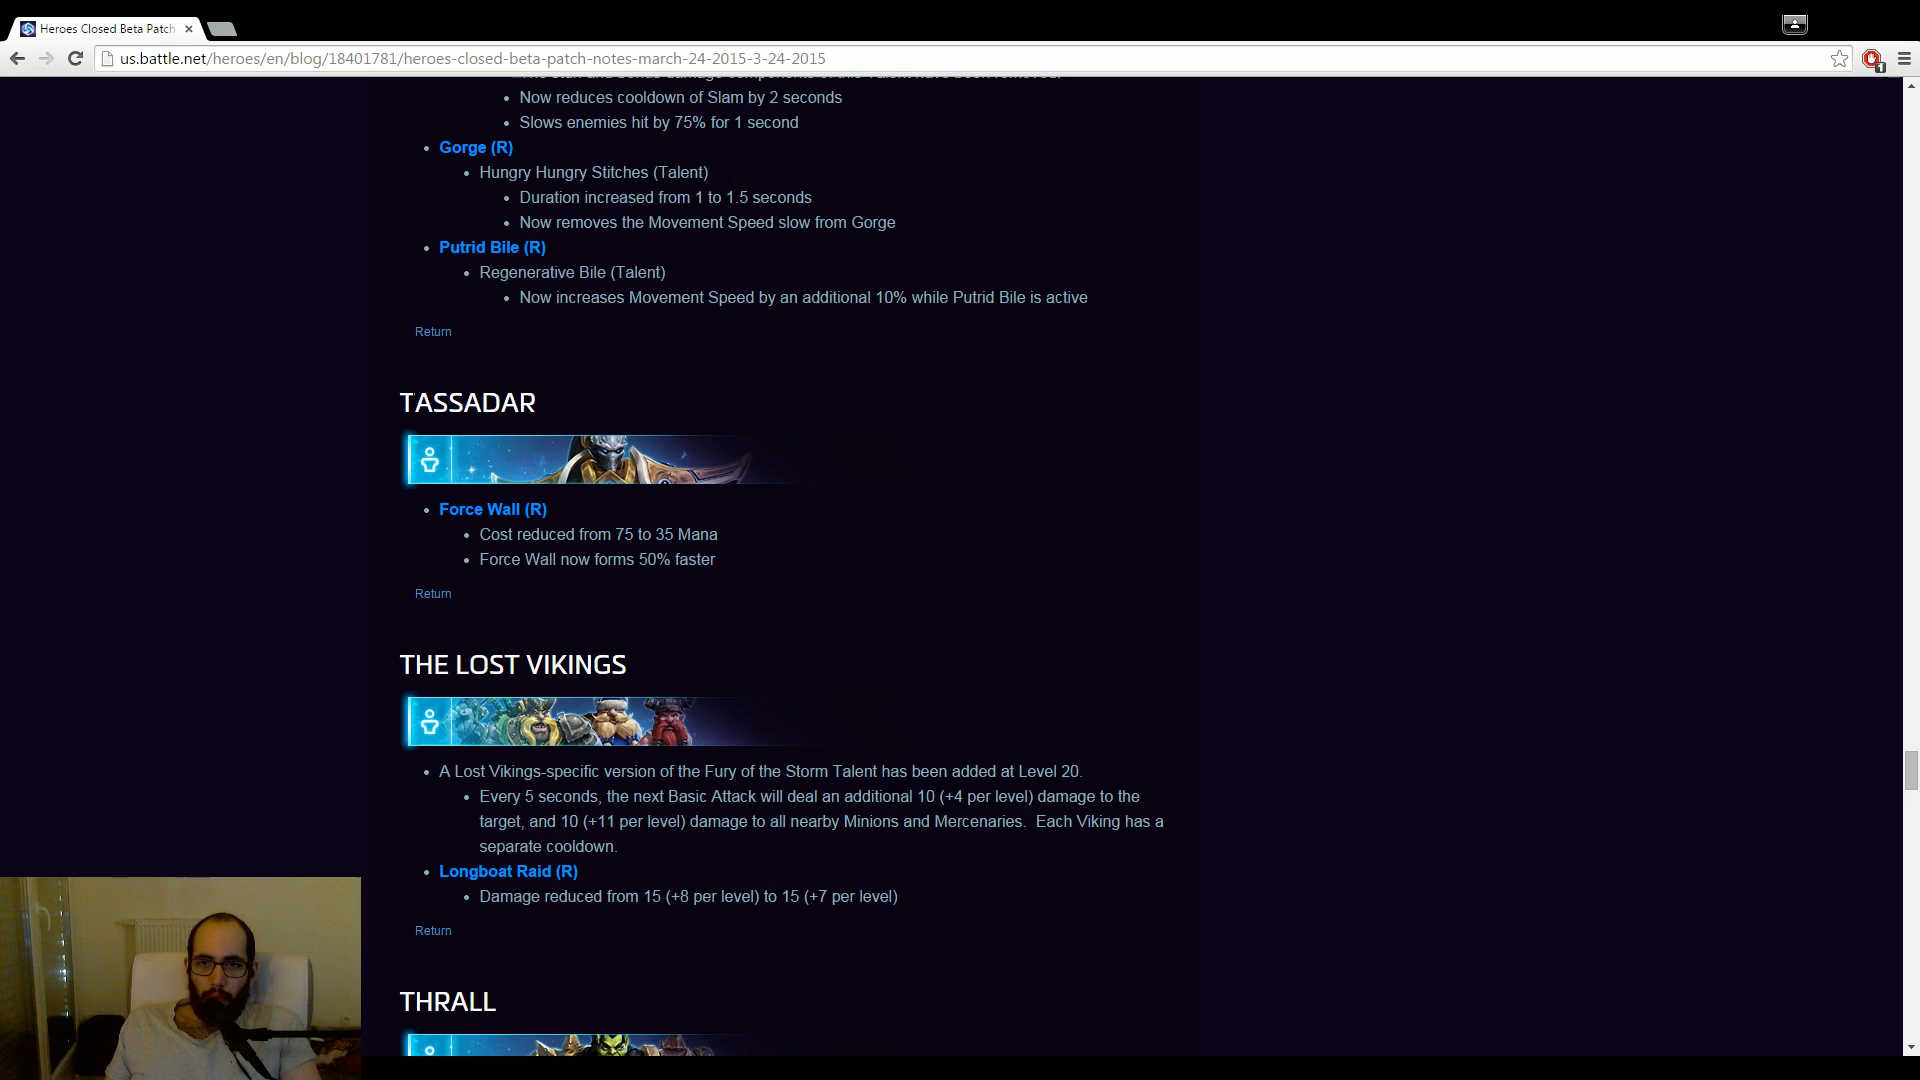 Heroes Closed Beta Patch
us.battle.net/heroes/en/blog/18401781/heroes-closed-beta-patch-notes-march-24-2015-3-24-2015
1
Now reduces cooldown of Slam by 2 seconds
Slows enemies hit by 75% for 1 second
Gorge (R)
Hungry Hungry Stitches (Talent)
Duration increased from 1 to 1.5 seconds
Now removes the Movement Speed slow from Gorge
Putrid Bile (R)
Regenerative Bile (Talent)
Now increases Movement Speed by an additional 10% while Putrid Bile is active
Return
TASSADAR
Force Wall (R)
Cost reduced from 75 to 35 Mana
Force Wall now forms 50% faster
Return
THE LOST VIKINGS
A Lost Vikings-specific version of the Fury of the Storm Talent has been added at Level 20.
Every 5 seconds, the next Basic Attack will deal an additional 10 (+4 per level) damage to the
target, and 10 (+11 per level) damage to all nearby Minions and Mercenaries.  Each Viking has a
separate cooldown.
Longboat Raid (R)
Damage reduced from 15 (+8 per level) to 15 (+7 per level)
Return
THRALL